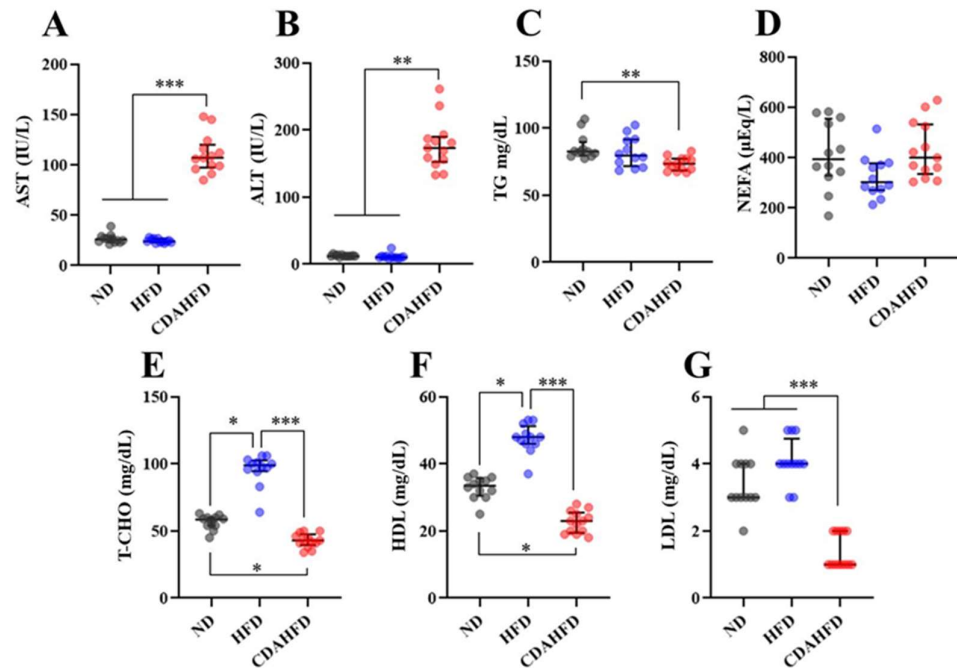 A
AST (IU/L)
200
150
100
50
0
***
ND
HFD
CDAHFD
B
ALT (IU/L)
300
200
100
0
**
ND
HFD
CDAHFD
C
TG mg/dL
150
100
50
0
**
ND
HFD
CDAHFD
D
NEFA (µEq/L)
800
600
400
200
0
ND
HFD
CDAHFD
E
T-CHO (mg/dL)
150
100
50
0
*
***
*
ND
HFD
CDAHFD
F
HDL (mg/dL)
60
40
20
0
*
***
*
ND
HFD
CDAHFD
G
LDL (mg/dL)
6
4
2
0
***
ND
HFD
CDAHFD